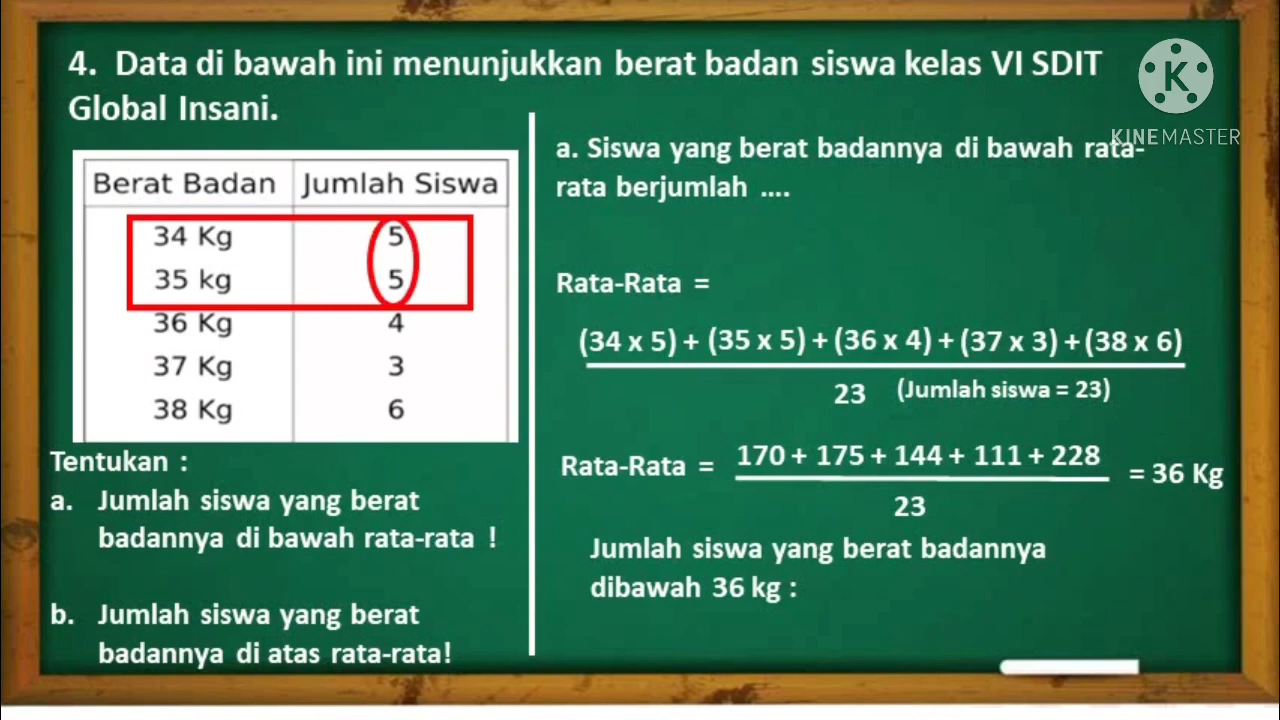 4. Data di bawah ini menunjukkan berat badan siswa kelas VI SDIT
Global Insani.
KINEMASTER
K
Berat Badan Jumlah Siswa
34 Kg 5
35 kg 5
36 Kg 4
37 Kg 3
38 Kg 6
Tentukan :
a. Jumlah siswa yang berat
badannya di bawah rata-rata !
b. Jumlah siswa yang berat
badannya di atas rata-rata!
a. Siswa yang berat badannya di bawah rata-
rata berjumlah ....
Rata-Rata =
(34 x 5) + (35 x 5) + (36 x 4) + (37 x 3) + (38 x 6)
23 (Jumlah siswa = 23)
Rata-Rata = 170 + 175 + 144 + 111 + 228 = 36 Kg
23
Jumlah siswa yang berat badannya
dibawah 36 kg :